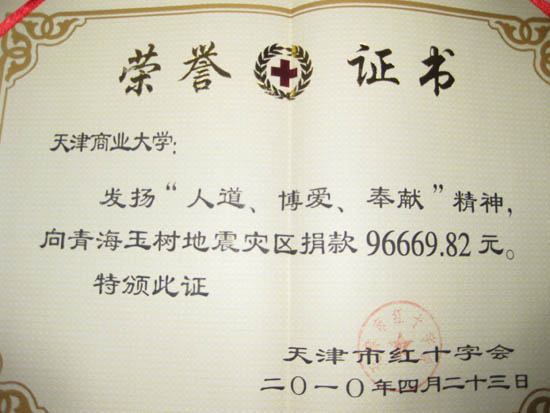 荣誉证书
天津商业大学:
发扬“人道、博爱、奉献”精神,
向青海玉树地震灾区捐款96669.82元。
特颁此证
天津市红十字会
二〇一〇年四月二十三日